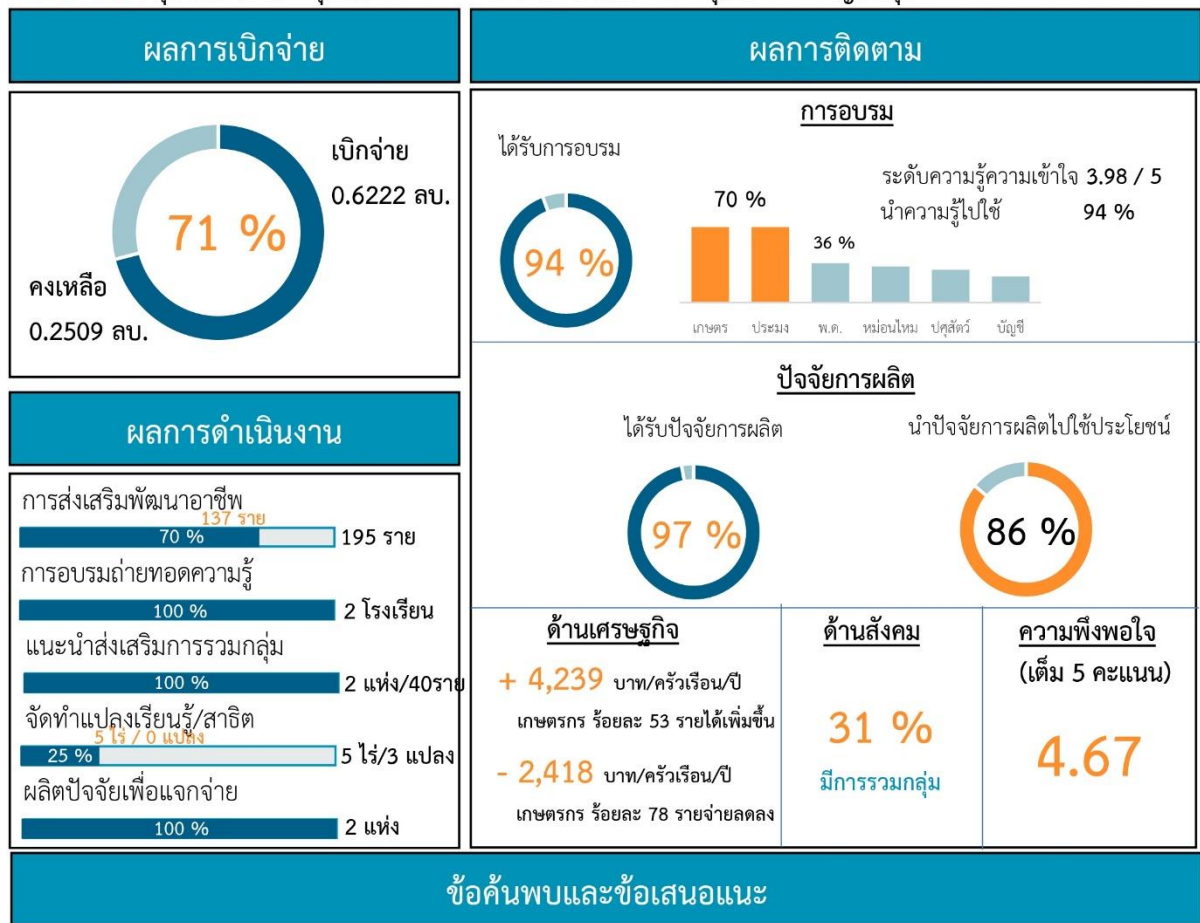 ผลการเบิกจ่าย
เบิกจ่าย
0.6222 ลบ.
71 %
คงเหลือ
0.2509 ลบ.
ผลการดำเนินงาน
การส่งเสริมพัฒนาอาชีพ
137 ราย
70 % 195 ราย
การอบรมถ่ายทอดความรู้
100 % 2 โรงเรียน
แนะนำส่งเสริมการรวมกลุ่ม
100 % 2 แห่ง/40ราย
จัดทำแปลงเรียนรู้/สาธิต
5 ไร่ / 0 แปลง
25 % 5 ไร่/3 แปลง
ผลิตปัจจัยเพื่อแจกจ่าย
100 % 2 แห่ง
ผลการติดตาม
การอบรม
ได้รับการอบรม
94 %
70 %
36 %
เกษตร ประมง พ.ด. หม่อนไหม ปศุสัตว์ บัญชี
ระดับความรู้ความเข้าใจ 3.98 / 5
นำความรู้ไปใช้ 94 %
ปัจจัยการผลิต
ได้รับปัจจัยการผลิต
97 %
นำปัจจัยการผลิตไปใช้ประโยชน์
86 %
ด้านเศรษฐกิจ
+ 4,239 บาท/ครัวเรือน/ปี
เกษตรกร ร้อยละ 53 รายได้เพิ่มขึ้น
- 2,418 บาท/ครัวเรือน/ปี
เกษตรกร ร้อยละ 78 รายจ่ายลดลง
ด้านสังคม
31 %
มีการรวมกลุ่ม
ความพึงพอใจ
(เต็ม 5 คะแนน)
4.67
ข้อค้นพบและข้อเสนอแนะ